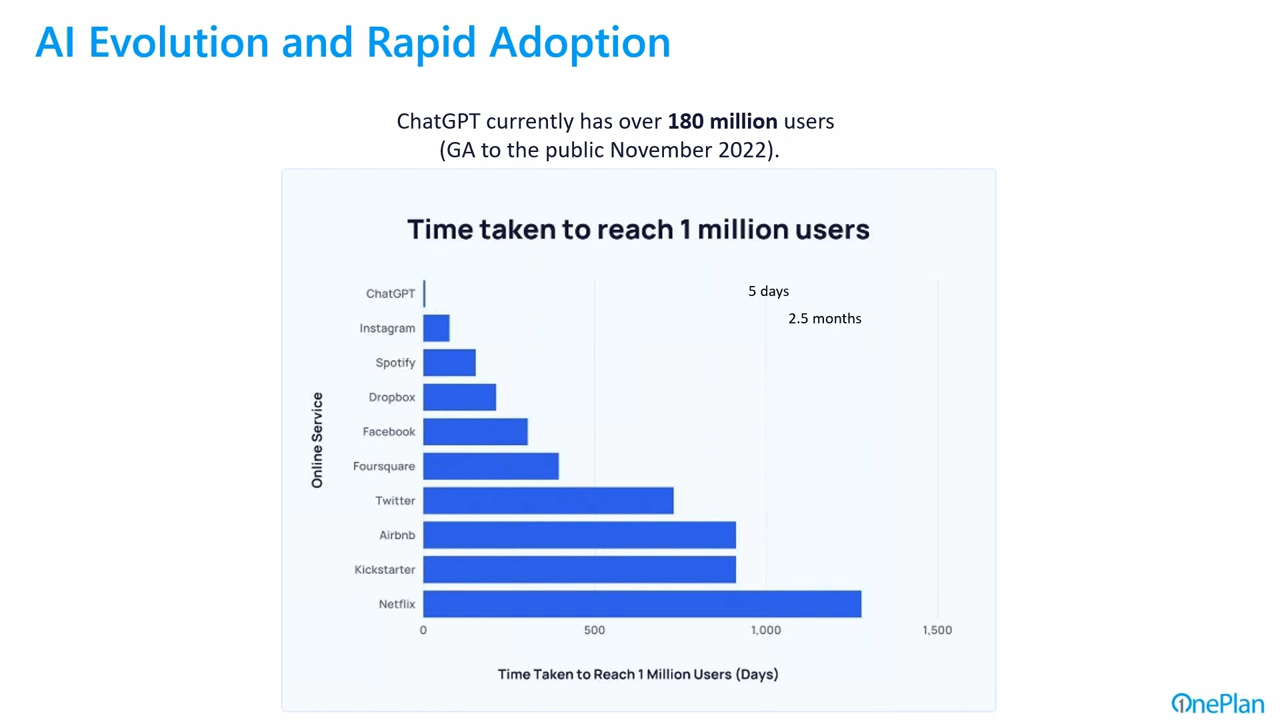 AI Evolution and Rapid Adoption
ChatGPT currently has over 180 million users
(GA to the public November 2022).
Time taken to reach 1 million users
ChatGPT
5 days
2.5 months
Instagram
Spotify
Dropbox
Facebook
Foursquare
Twitter
Airbnb
Kickstarter
Netflix
Online Service
0 500 1,000 1,500
Time Taken to Reach 1 Million Users (Days)
OnePlan